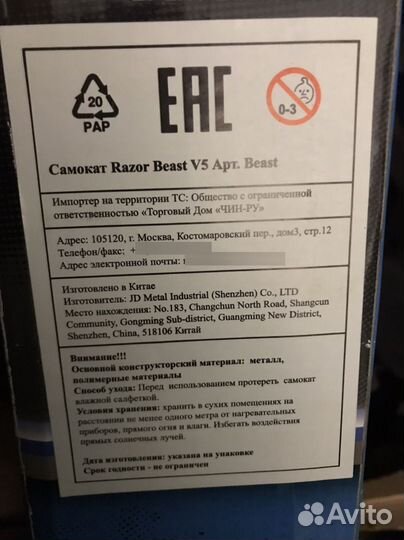 20
PAP
EAC
0-3
Самокат Razor Beast V5 Арт. Beast
Импортер на территории ТС: Общество с ограниченной
ответственностью «Торговый Дом «ЧИН-РУ»
Адрес: 105120, г. Москва, Костомаровский пер., дом3, стр.12
Телефон/факс: +
Адрес электронной почты:
Изготовлено в Китае
Изготовитель: JD Metal Industrial (Shenzhen) Co., LTD
Место нахождения: No.183, Changchun North Road, Shangcun
Community, Gongming Sub-district, Guangming New District,
Shenzhen, China, 518106 Китай
Внимание!!!
Основной конструкторский материал: металл,
полимерные материалы
Способ ухода: Перед использованием протереть самокат
влажной салфеткой.
Условия хранения: хранить в сухих помещениях на
расстоянии не менее одного метра от нагревательных
приборов, прямого огня и влаги. Избегать воздействия
прямых солнечных лучей.
Дата изготовления: указана на упаковке
Срок годности - не ограничен
Avito